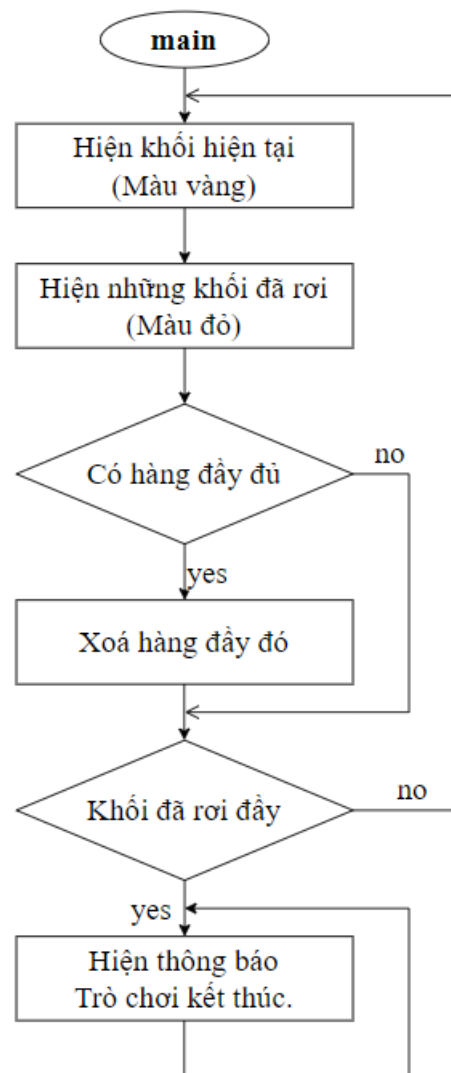 main
Hiện khối hiện tại
(Màu vàng)
Hiện những khối đã rơi
(Màu đỏ)
Có hàng đầy đủ
no
yes
Xoá hàng đầy đó
Khối đã rơi đầy
no
yes
Hiện thông báo
Trò chơi kết thúc.